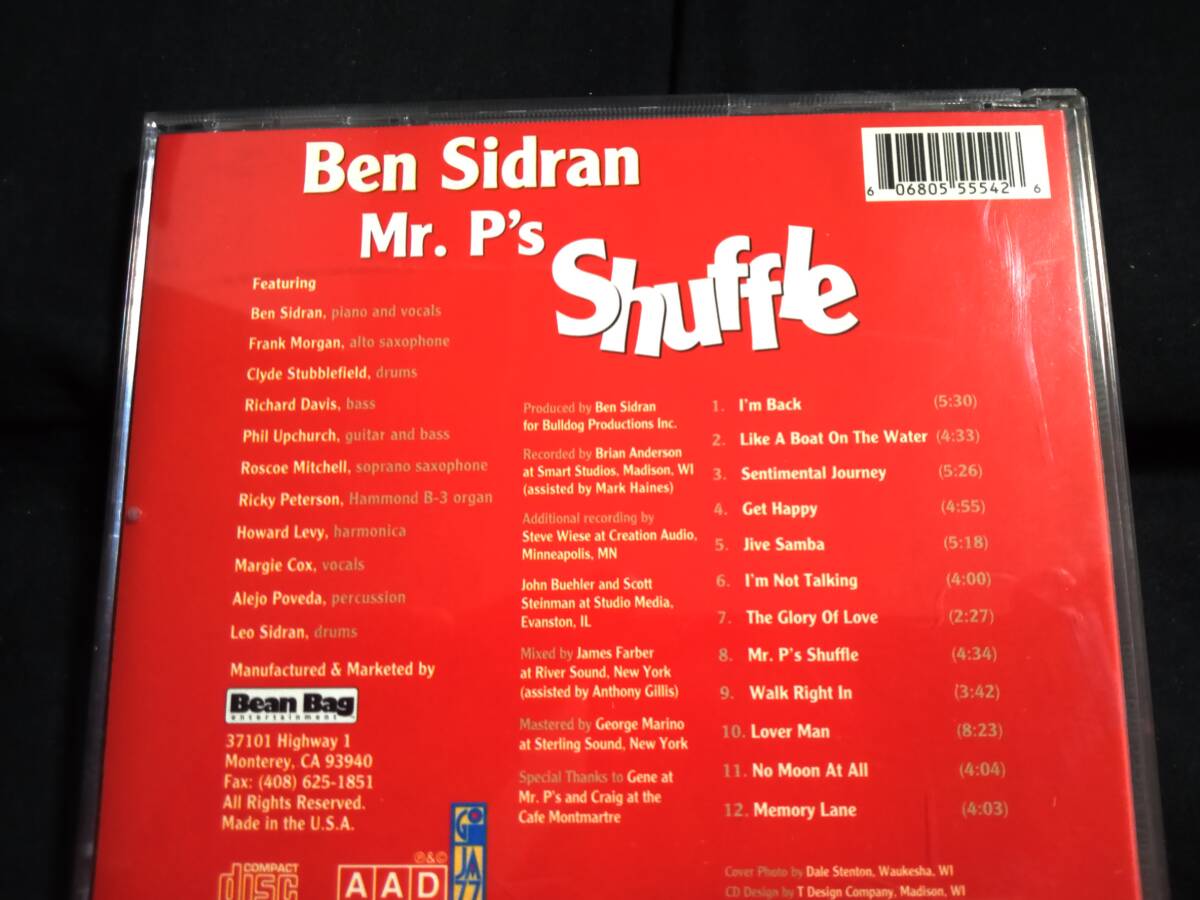 Ben Sidran
Mr. P's
Shuffle
6 06805 55542 6
Featuring
Ben Sidran, piano and vocals
Frank Morgan, alto saxophone
Clyde Stubblefield, drums
Richard Davis, bass
Phil Upchurch, guitar and bass
Roscoe Mitchell, soprano saxophone
Ricky Peterson, Hammond B-3 organ
Howard Levy, harmonica
Margie Cox, vocals
Alejo Poveda, percussion
Leo Sidran, drums
Manufactured & Marketed by
Bean Bag
entertainment™
37101 Highway 1
Monterey, CA 93940
Fax: (408) 625-1851
All Rights Reserved.
Made in the U.S.A.
COMPACT
disc
AAD
℗&©
GO
JAZZ
Produced by Ben Sidran
for Bulldog Productions Inc.
Recorded by Brian Anderson
at Smart Studios, Madison, WI
(assisted by Mark Haines)
Additional recording by
Steve Wiese at Creation Audio,
Minneapolis, MN
John Buehler and Scott
Steinman at Studio Media,
Evanston, IL
Mixed by James Farber
at River Sound, New York
(assisted by Anthony Gillis)
Mastered by George Marino
at Sterling Sound, New York
Special Thanks to Gene at
Mr. P's and Craig at the
Cafe Montmartre
1. I'm Back (5:30)
2. Like A Boat On The Water (4:33)
3. Sentimental Journey (5:26)
4. Get Happy (4:55)
5. Jive Samba (5:18)
6. I'm Not Talking (4:00)
7. The Glory Of Love (2:27)
8. Mr. P's Shuffle (4:34)
9. Walk Right In (3:42)
10. Lover Man (8:23)
11. No Moon At All (4:04)
12. Memory Lane (4:03)
Cover Photo by Dale Stenton, Waukesha, WI
CD Design by T Design Company, Madison, WI